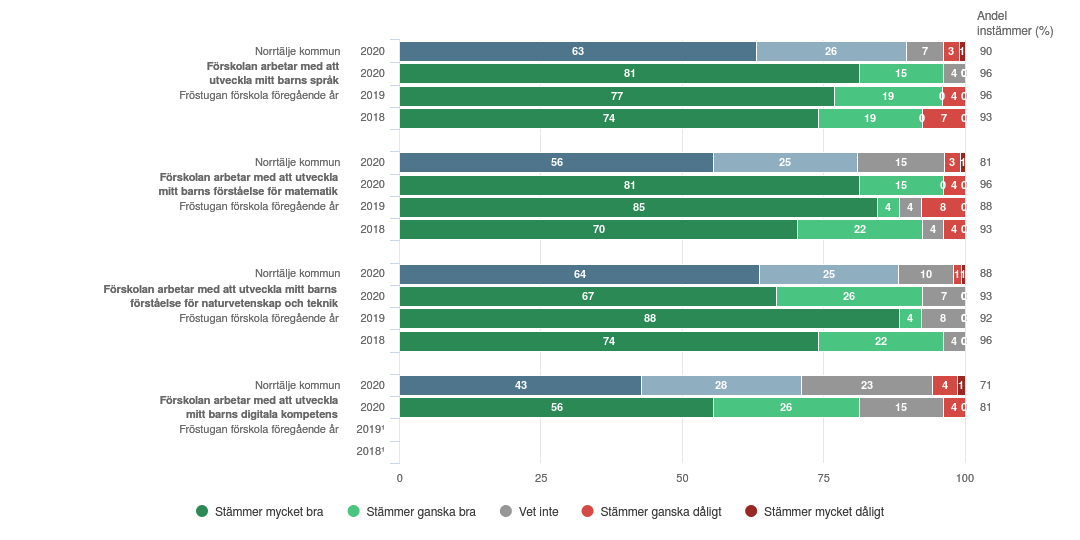 Andel
instämmer (%)
Norrtälje kommun 2020 63 26 7 3 1 90
Förskolan arbetar med att
utveckla mitt barns språk
2020 81 15 4 0 96
Fröstugan förskola föregående år 2019 77 19 0 4 0 96
2018 74 19 0 7 0 93
Norrtälje kommun 2020 56 25 15 3 1 81
Förskolan arbetar med att utveckla
mitt barns förståelse för matematik
2020 81 15 0 4 0 96
Fröstugan förskola föregående år 2019 85 4 4 8 0 88
2018 70 22 4 4 0 93
Norrtälje kommun 2020 64 25 10 1 1 88
Förskolan arbetar med att utveckla mitt barns
förståelse för naturvetenskap och teknik
2020 67 26 7 0 93
Fröstugan förskola föregående år 2019 88 4 8 0 92
2018 74 22 4 0 96
Norrtälje kommun 2020 43 28 23 4 1 71
Förskolan arbetar med att utveckla
mitt barns digitala kompetens
2020 56 26 15 4 0 81
Fröstugan förskola föregående år 2019¹
2018¹
0 25 50 75 100
Stämmer mycket bra Stämmer ganska bra Vet inte Stämmer ganska dåligt Stämmer mycket dåligt